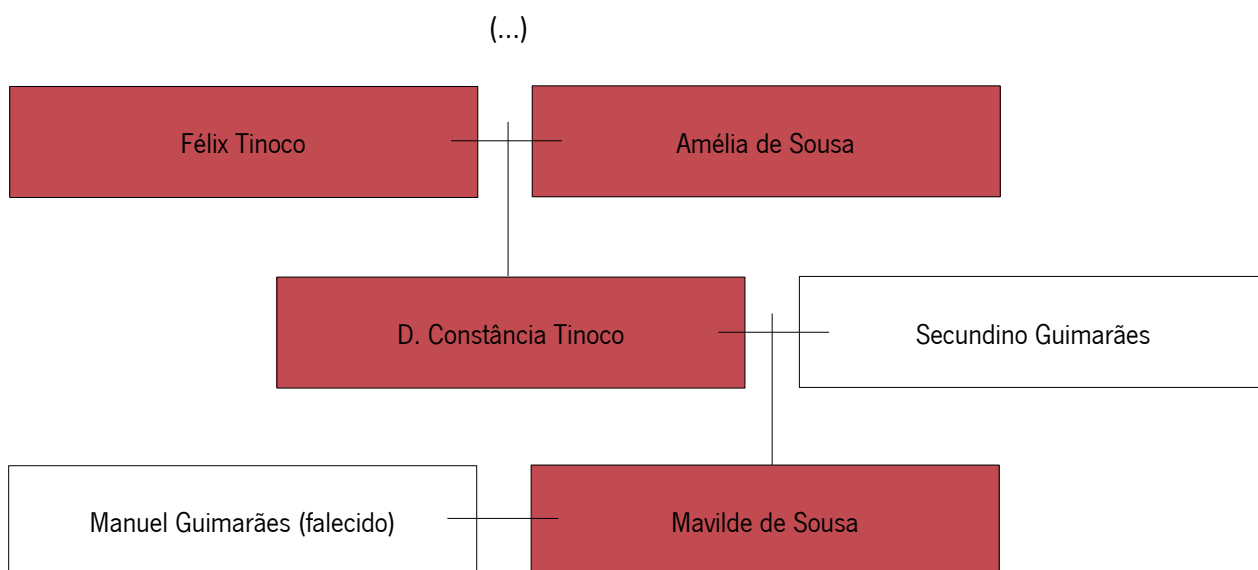 (...)
Félix Tinoco
Amélia de Sousa
D. Constância Tinoco
Secundino Guimarães
Manuel Guimarães (falecido)
Mavilde de Sousa